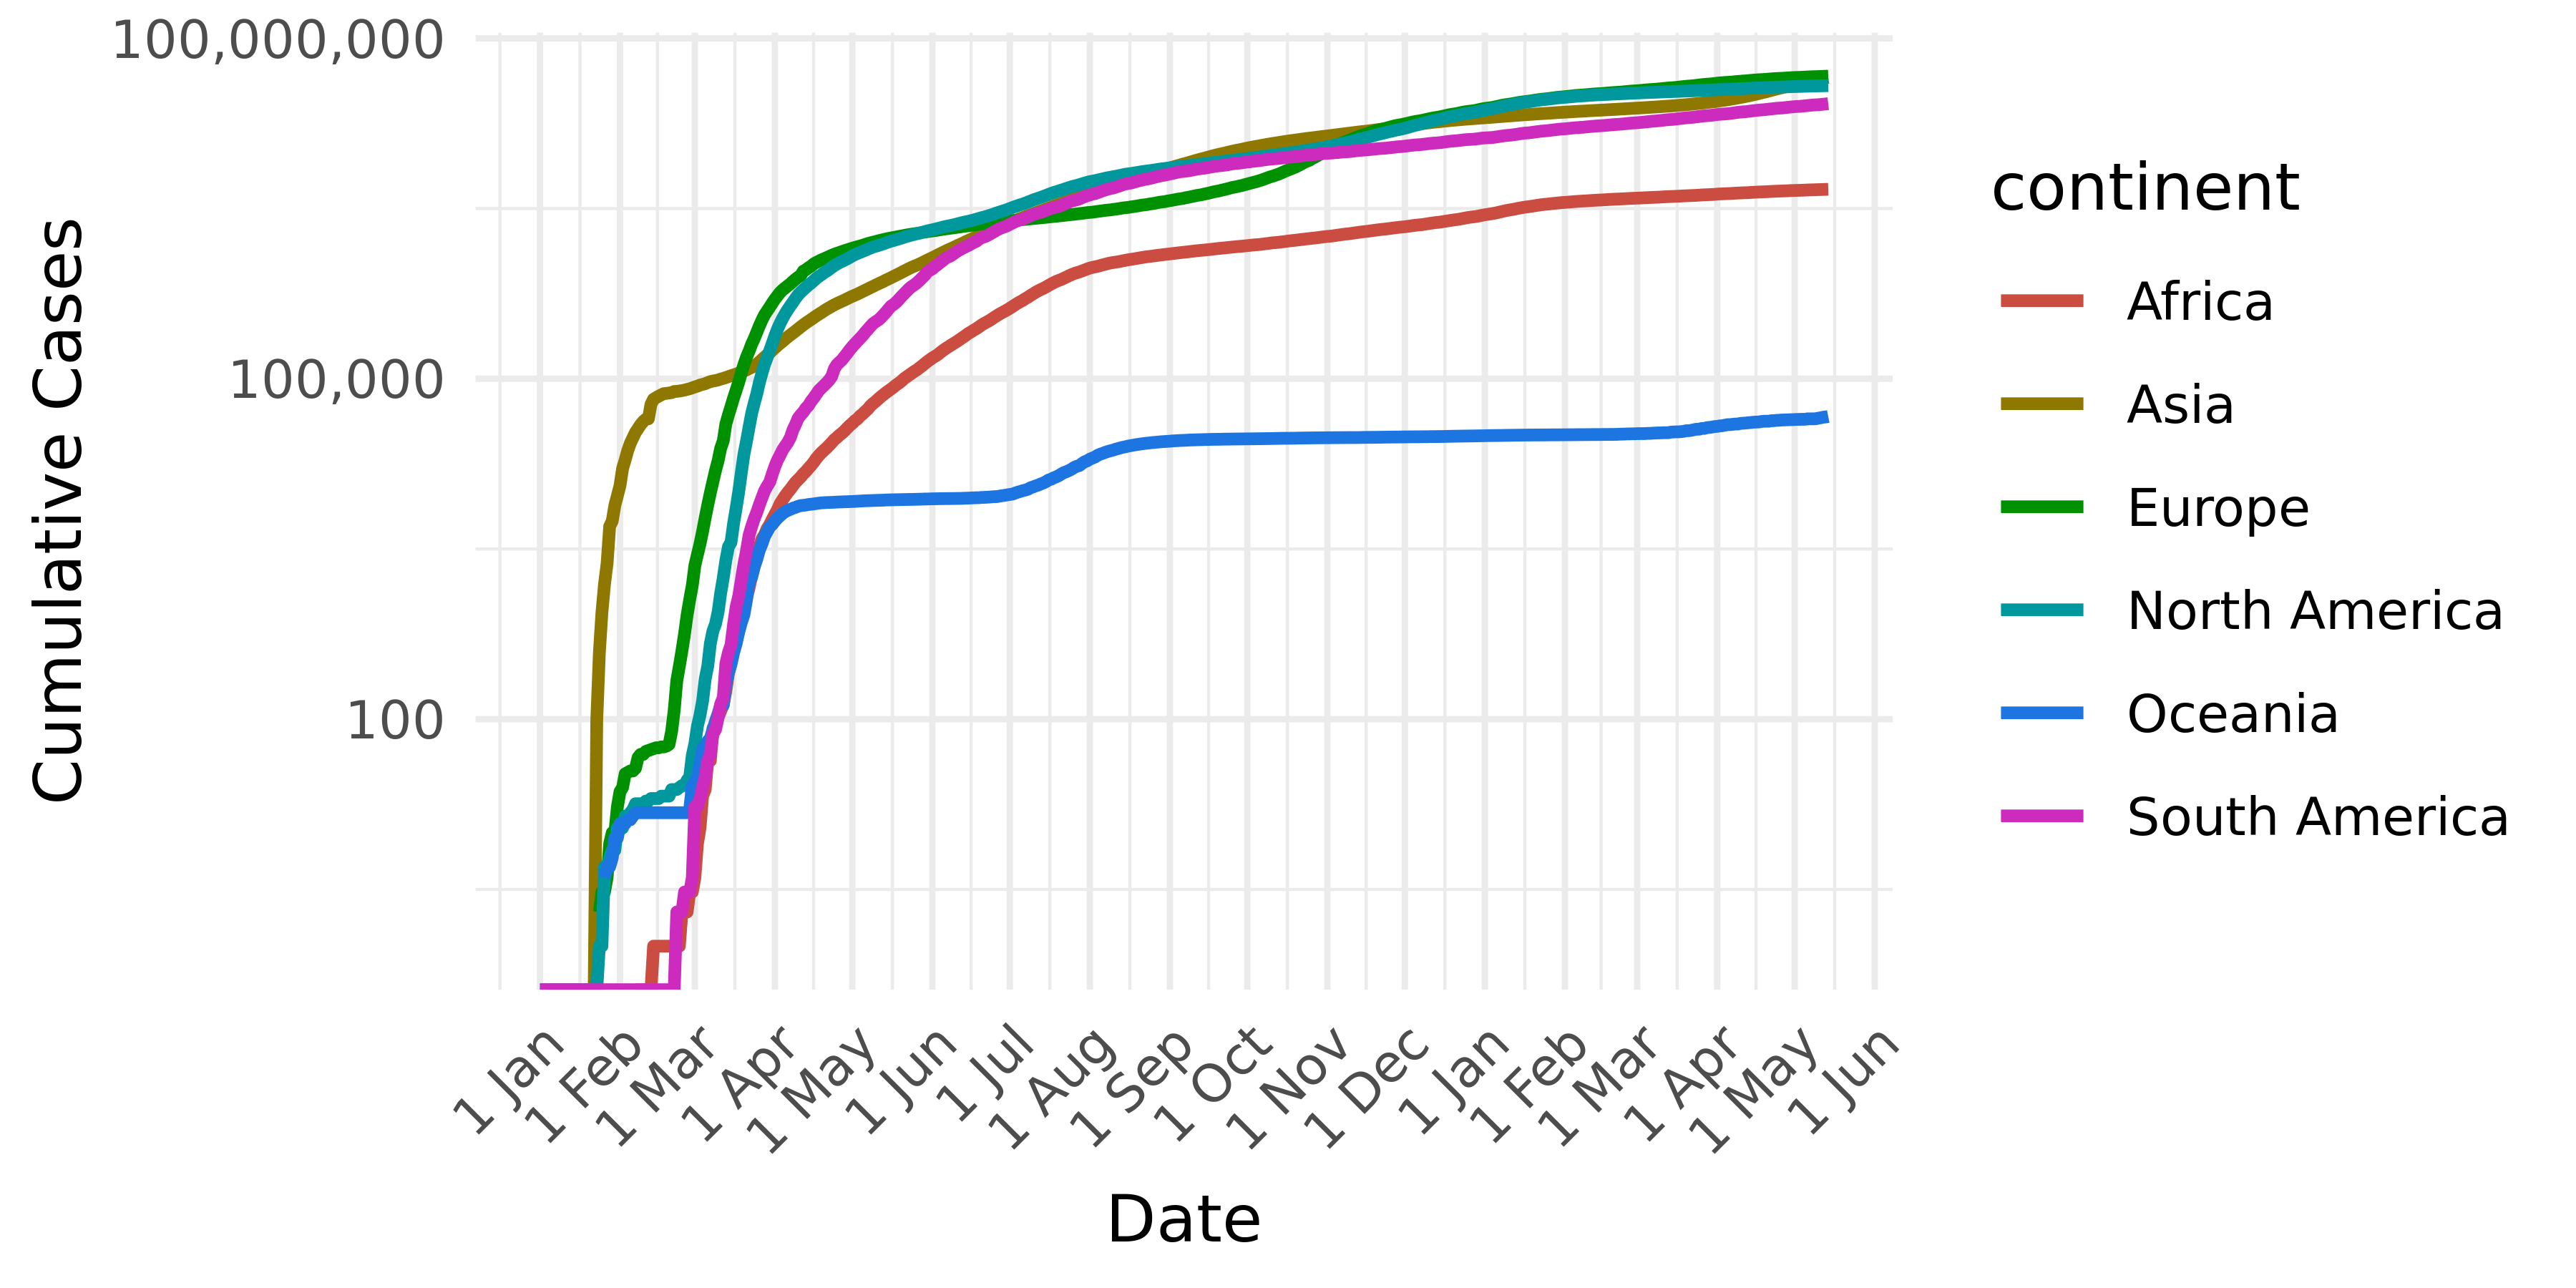 100,000,000
100,000
100
Cumulative Cases
1 Jan
1 Feb
1 Mar
1 Apr
1 May
1 Jun
1 Jul
1 Aug
1 Sep
1 Oct
1 Nov
1 Dec
1 Jan
1 Feb
1 Mar
1 Apr
1 May
1 Jun
Date
continent
Africa
Asia
Europe
North America
Oceania
South America